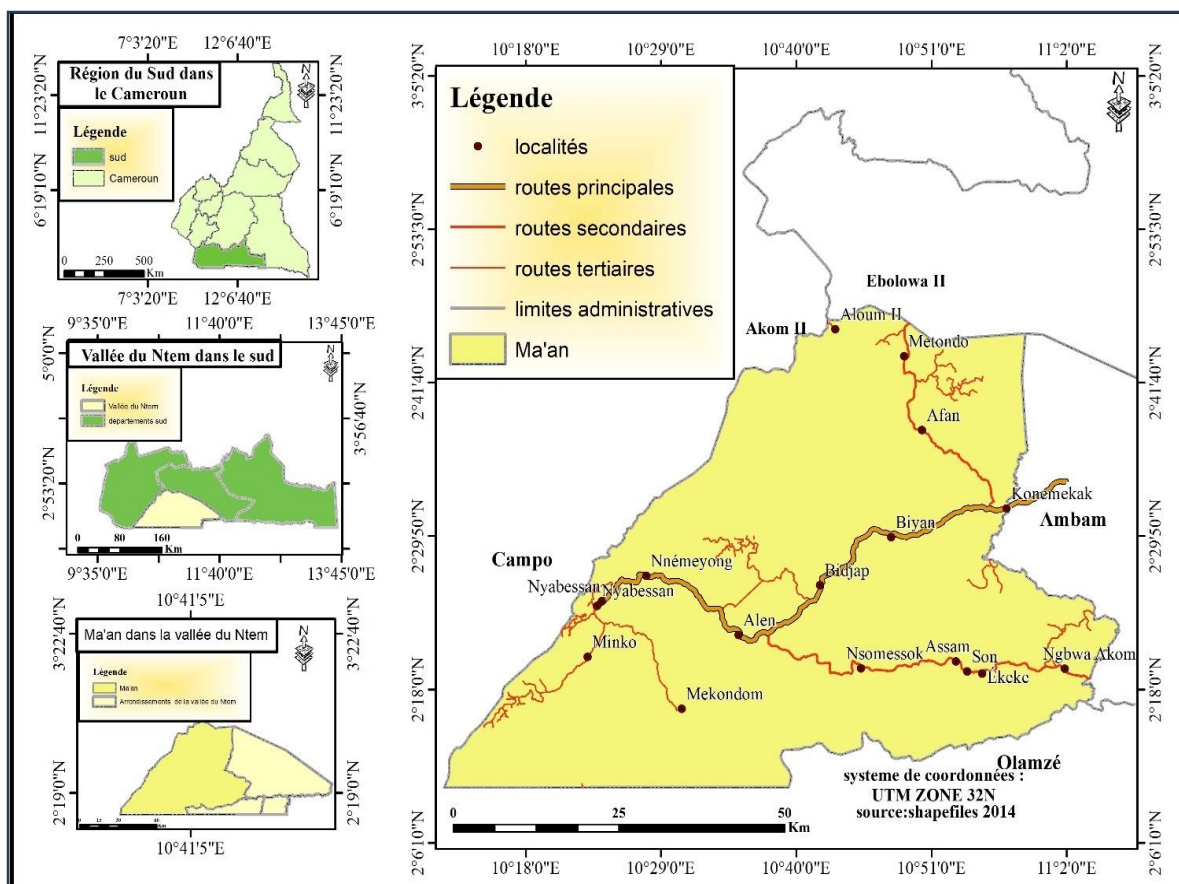 7°3'20"E 12°6'40"E
Région du Sud dans
le Cameroun
N
Légende
sud
Cameroun
0 250 500
Km
11°23'20"N
6°19'10"N
11°23'20"N
6°19'10"N
7°3'20"E 12°6'40"E
9°35'0"E 11°40'0"E 13°45'0"E
Vallée du Ntem dans le sud
N
Légende
Vallée du Ntem
départements sud
0 80 160
Km
5°0'0"N
2°53'20"N
3°56'40"N
9°35'0"E 11°40'0"E 13°45'0"E
10°41'5"E
Ma'an dans la vallée du Ntem
N
Légende
Ma'an
Arrondissements de la vallée du Ntem
3°22'40"N
2°19'0"N
3°22'40"N
2°19'0"N
10°41'5"E
10°18'0"E 10°29'0"E 10°40'0"E 10°51'0"E 11°2'0"E
Légende
localités
routes principales
routes secondaires
routes tertiaires
limites administratives
Ma'an
N
Ebolowa II
Akom II
Aloum II
Metondo
Afan
Konemekak
Ambam
Biyan
Campo
Nnémeyong
Bidjap
Nyabessan
Nyabessan
Alen
Minko
Nsomessok
Assam
Son
Ekeke
Ngbwa Akom
Mekondom
Olamzé
systeme de coordonnées :
UTM ZONE 32N
source:shapefiles 2014
0 25 50
Km
3°5'20"N
2°53'30"N
2°41'40"N
2°29'50"N
2°18'0"N
2°6'10"N
3°5'20"N
2°53'30"N
2°41'40"N
2°29'50"N
2°18'0"N
2°6'10"N
10°18'0"E 10°29'0"E 10°40'0"E 10°51'0"E 11°2'0"E